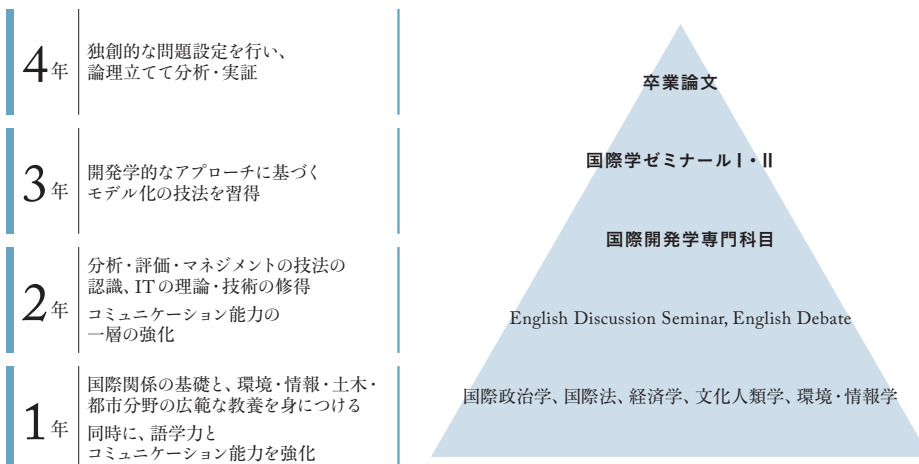 4年
独創的な問題設定を行い、
論理立てて分析・実証
3年
開発学的なアプローチに基づく
モデル化の技法を習得
2年
分析・評価・マネジメントの技法の
認識、ITの理論・技術の修得
コミュニケーション能力の
一層の強化
1年
国際関係の基礎と、環境・情報・土木・
都市分野の広範な教養を身につける
同時に、語学力と
コミュニケーション能力を強化
卒業論文
国際学ゼミナールⅠ・Ⅱ
国際開発学専門科目
English Discussion Seminar, English Debate
国際政治学、国際法、経済学、文化人類学、環境・情報学